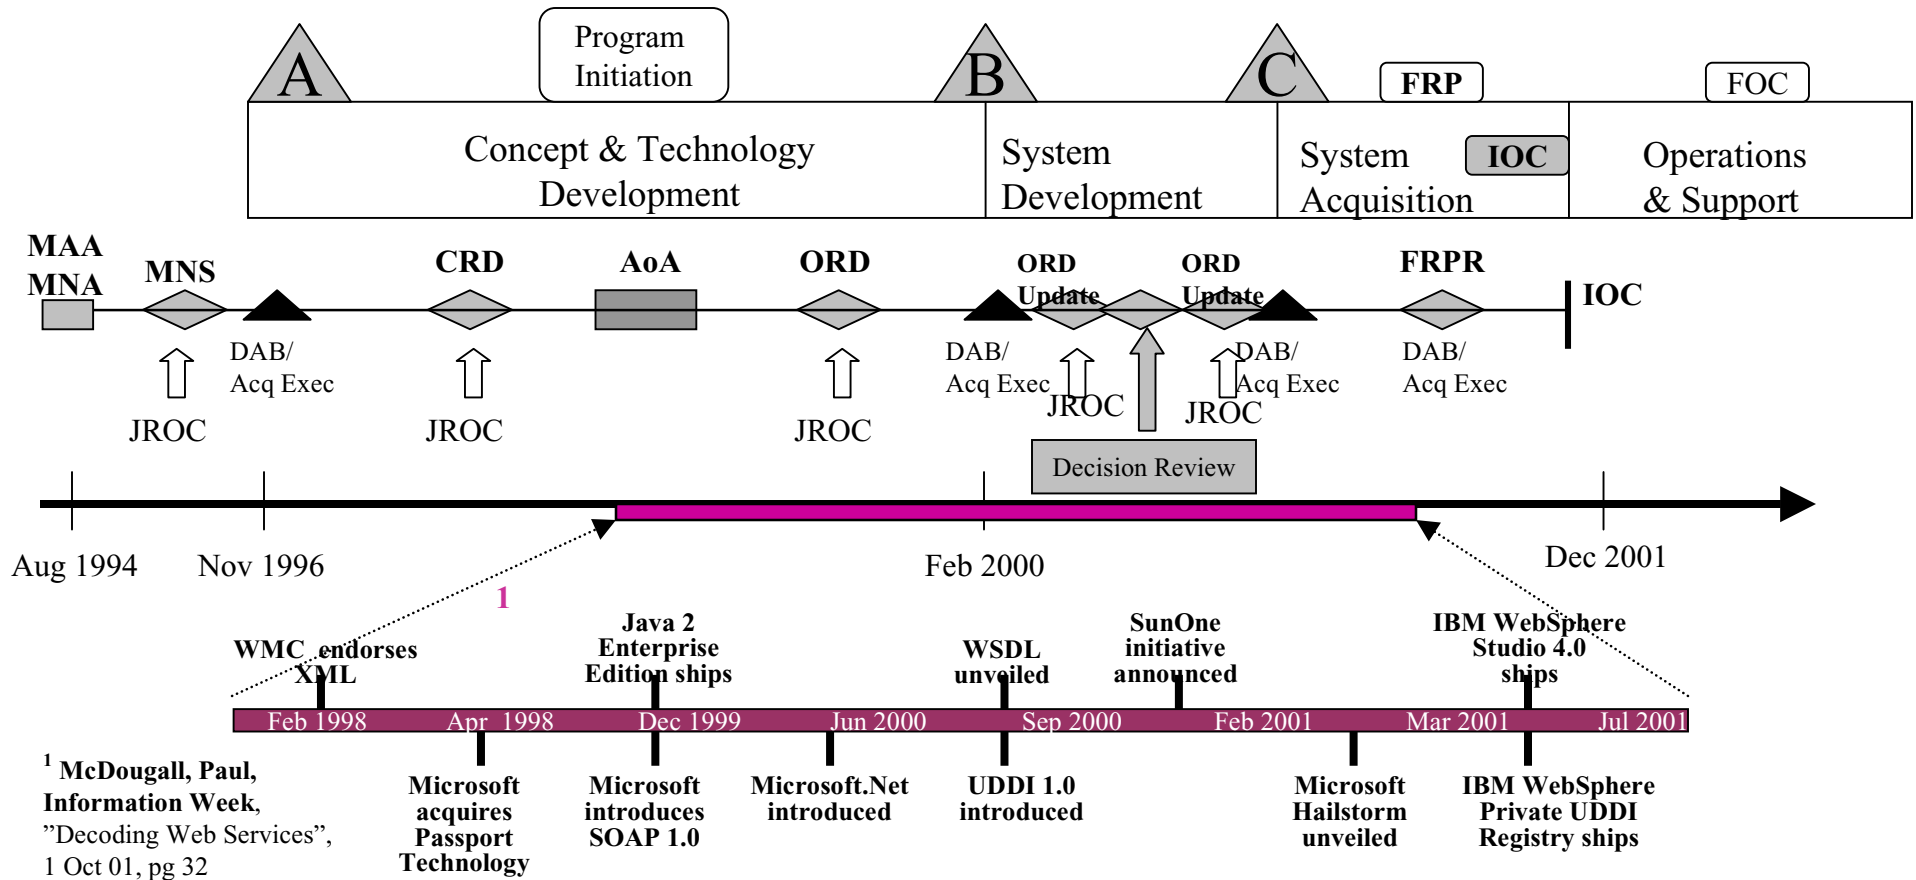 A
Program
Initiation
B
C
FRP
FOC
Concept & Technology
Development
System
Development
System
Acquisition
IOC
Operations
& Support
MAA
MNA
MNS
CRD
AoA
ORD
ORD
Update
ORD
Update
FRPR
IOC
DAB/
Acq Exec
DAB/
Acq Exec
DAB/
Acq Exec
DAB/
Acq Exec
JROC
JROC
JROC
JROC
JROC
Decision Review
Aug 1994
Nov 1996
Feb 2000
Dec 2001
1
WMC endorses
XML
Java 2
Enterprise
Edition ships
WSDL
unveiled
SunOne
initiative
announced
IBM WebSphere
Studio 4.0
ships
Feb 1998
Apr 1998
Dec 1999
Jun 2000
Sep 2000
Feb 2001
Mar 2001
Jul 2001
Microsoft
acquires
Passport
Technology
Microsoft
introduces
SOAP 1.0
Microsoft.Net
introduced
UDDI 1.0
introduced
Microsoft
Hailstorm
unveiled
IBM WebSphere
Private UDDI
Registry ships
1 McDougall, Paul,
Information Week,
”Decoding Web Services”,
1 Oct 01, pg 32